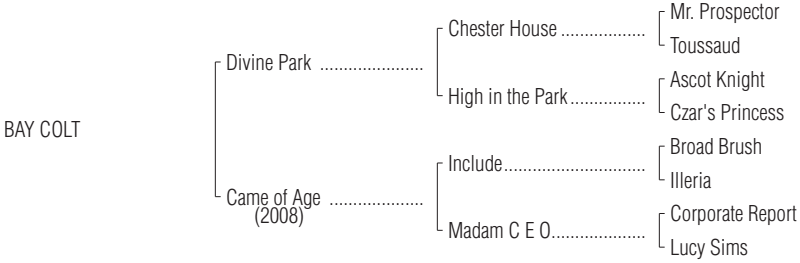 Mr. Prospector
Chester House ..................
Toussaud
Divine Park ......................
Ascot Knight
High in the Park................
Czar's Princess
BAY COLT
Broad Brush
Include..............................
Illeria
Came of Age ....................
(2008)
Corporate Report
Madam C E O....................
Lucy Sims